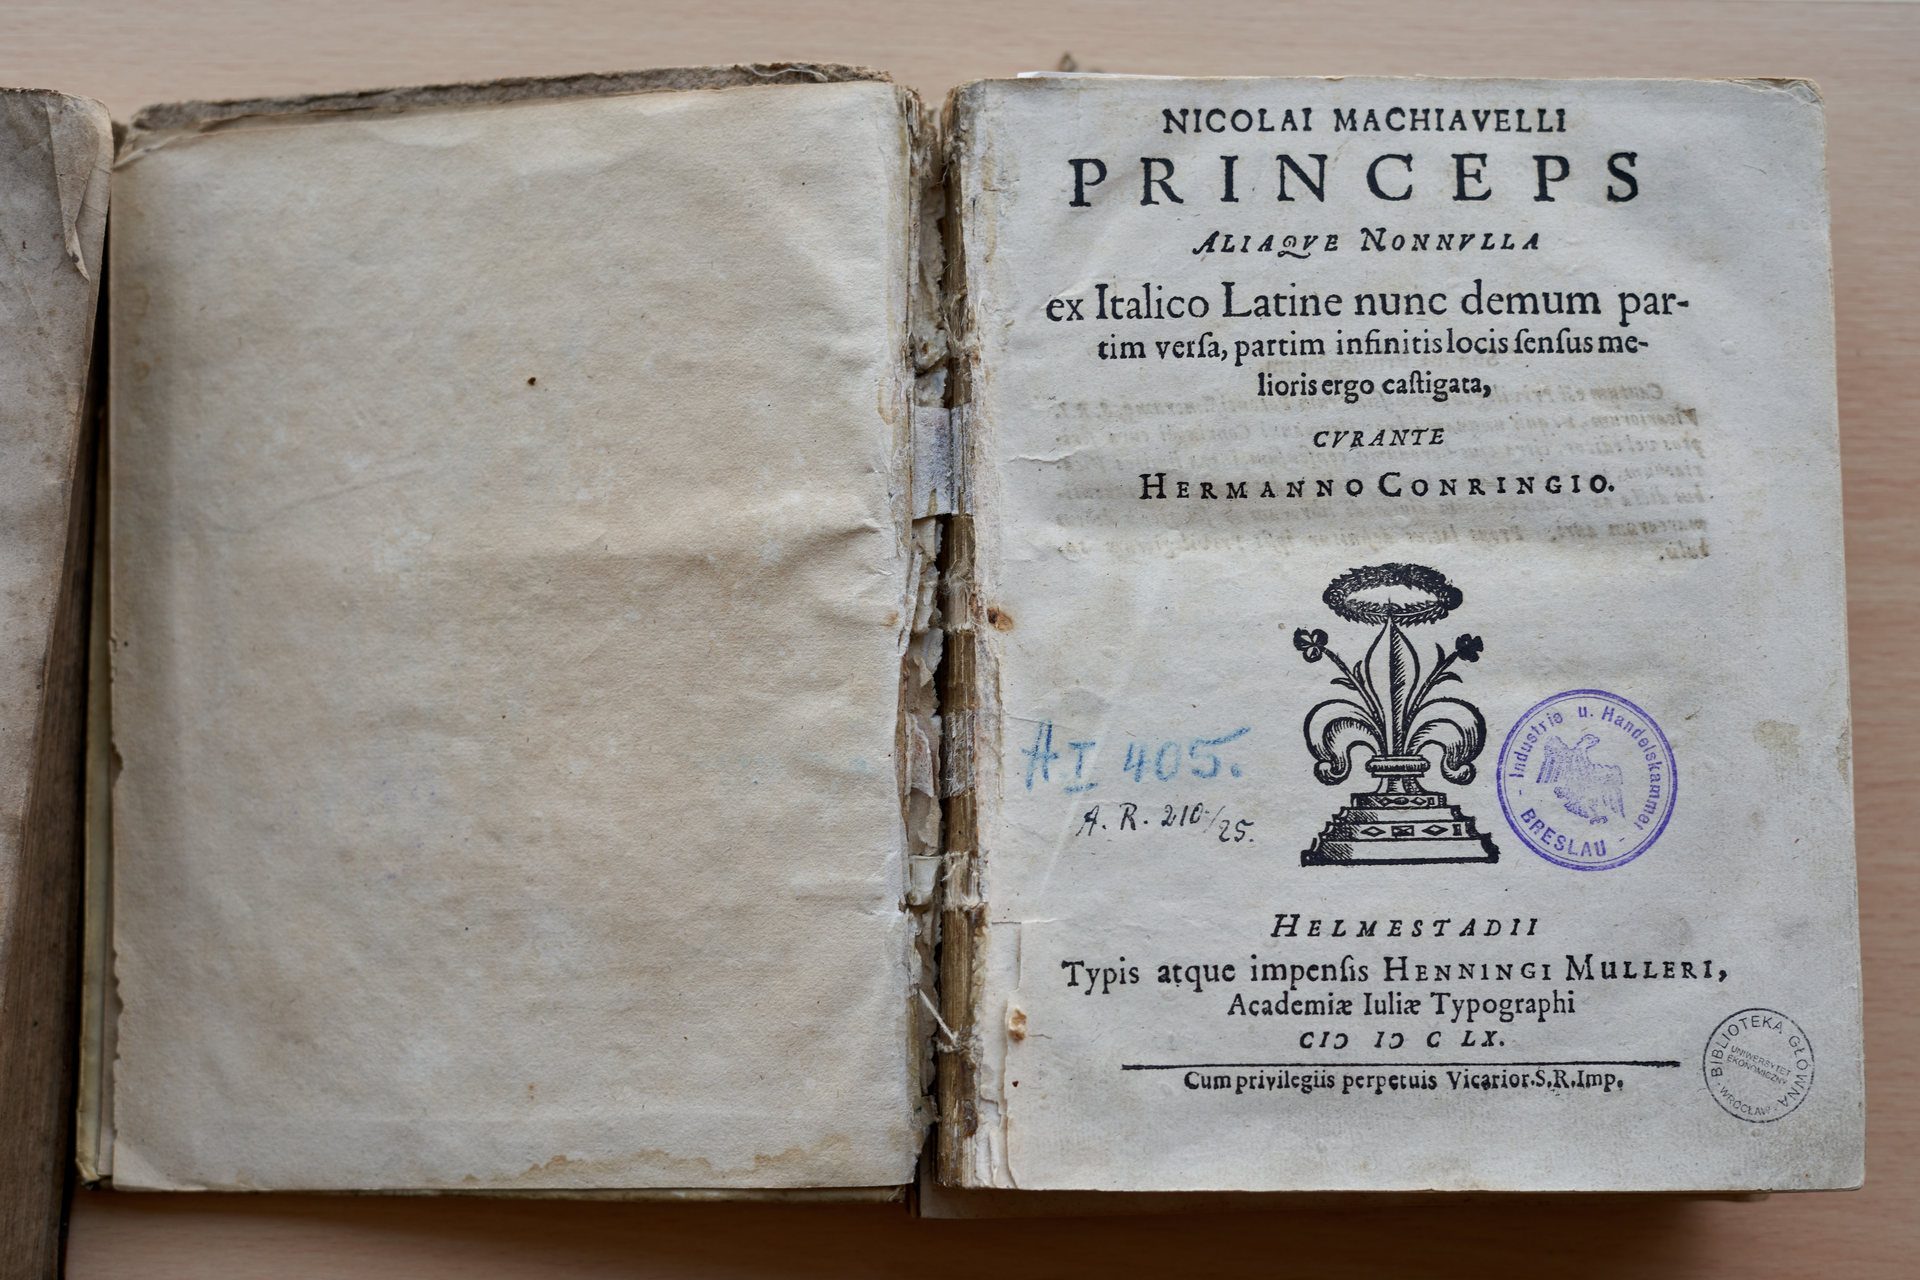 NICOLAI MACHIAVELLI
PRINCEPS
ALIAQVE NONNVLLA
ex Italico Latine nunc demum par-
tim verſa, partim infinitis locis ſenſus me-
lioris ergo caſtigata,
CVRANTE
HERMANNO CONRINGIO.
A I 405.
A. R. 210/25.
Industrie u. Handelskammer
BRESLAU
HELMESTADII
Typis atque impenſis HENNINGI MULLERI,
Academiæ Iuliæ Typographi
CIↃ IↃ C LX.
Cum privilegiis perpetuis Vicarior. S. R. Imp.
BIBLIOTEKA GŁÓWNA
UNIWERSYTET
EKONOMICZNY
WROCŁAW